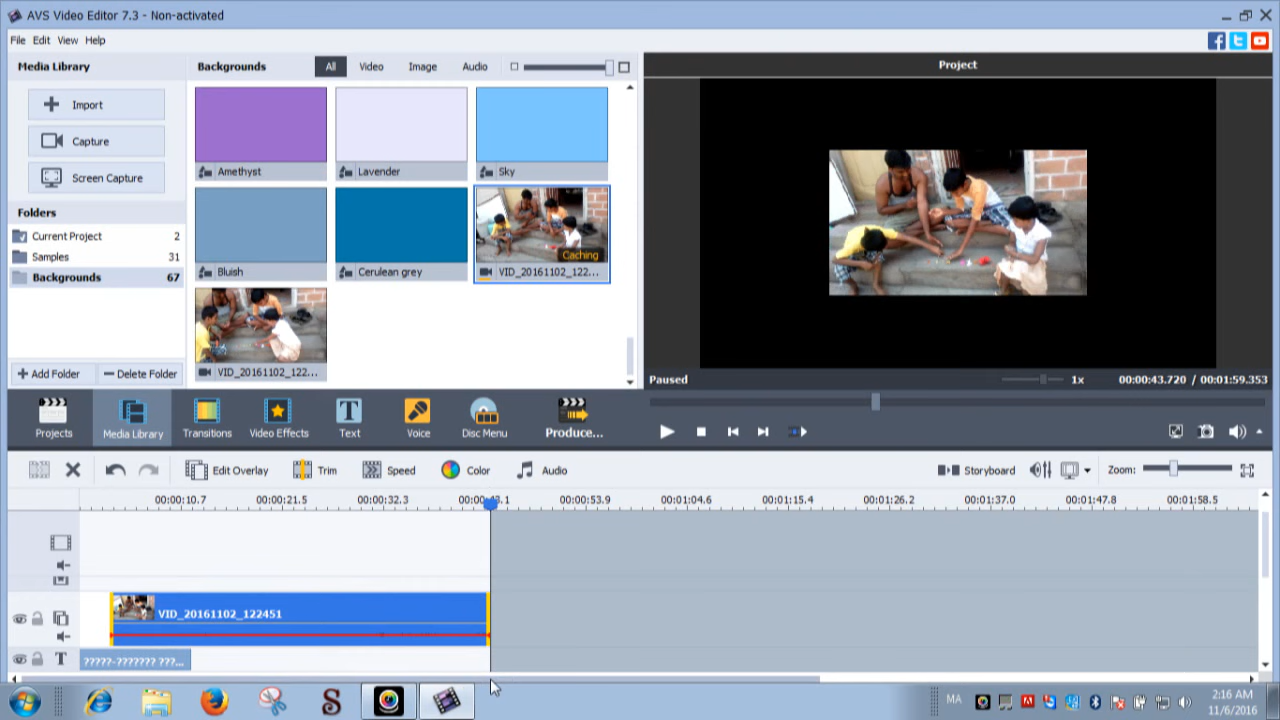 AVS Video Editor 7.3 - Non-activated
File Edit View Help
Media Library
Backgrounds
All
Video
Image
Audio
Project
Import
Capture
Screen Capture
Folders
Current Project 2
Samples 31
Backgrounds 67
Add Folder
Delete Folder
Amethyst
Lavender
Sky
Bluish
Cerulean grey
Caching
VID_20161102_122...
VID_20161102_122...
Paused
1x
00:00:43.720 / 00:01:59.353
Projects
Media Library
Transitions
Video Effects
Text
Voice
Disc Menu
Produce...
Edit Overlay
Trim
Speed
Color
Audio
Storyboard
Zoom:
00:00:10.7 00:00:21.5 00:00:32.3 00:00:43.1 00:00:53.9 00:01:04.6 00:01:15.4 00:01:26.2 00:01:37.0 00:01:47.8 00:01:58.5
VID_20161102_122451
T ?????-??????? ???...
MA
2:16 AM
11/6/2016